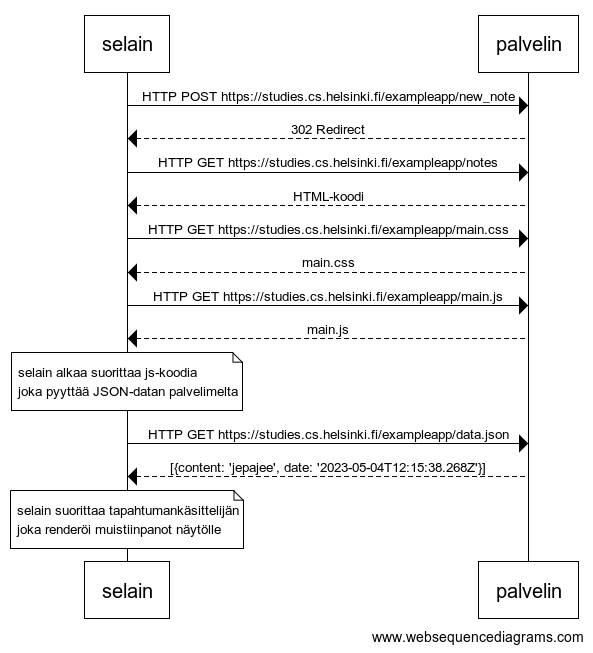 selain
palvelin
HTTP POST https://studies.cs.helsinki.fi/exampleapp/new_note
302 Redirect
HTTP GET https://studies.cs.helsinki.fi/exampleapp/notes
HTML-koodi
HTTP GET https://studies.cs.helsinki.fi/exampleapp/main.css
main.css
HTTP GET https://studies.cs.helsinki.fi/exampleapp/main.js
main.js
selain alkaa suorittaa js-koodia
joka pyyttää JSON-datan palvelimelta
HTTP GET https://studies.cs.helsinki.fi/exampleapp/data.json
[{content: 'jepajee', date: '2023-05-04T12:15:38.268Z'}]
selain suorittaa tapahtumankäsittelijän
joka renderöi muistiinpanot näytölle
selain
palvelin
www.websequencediagrams.com